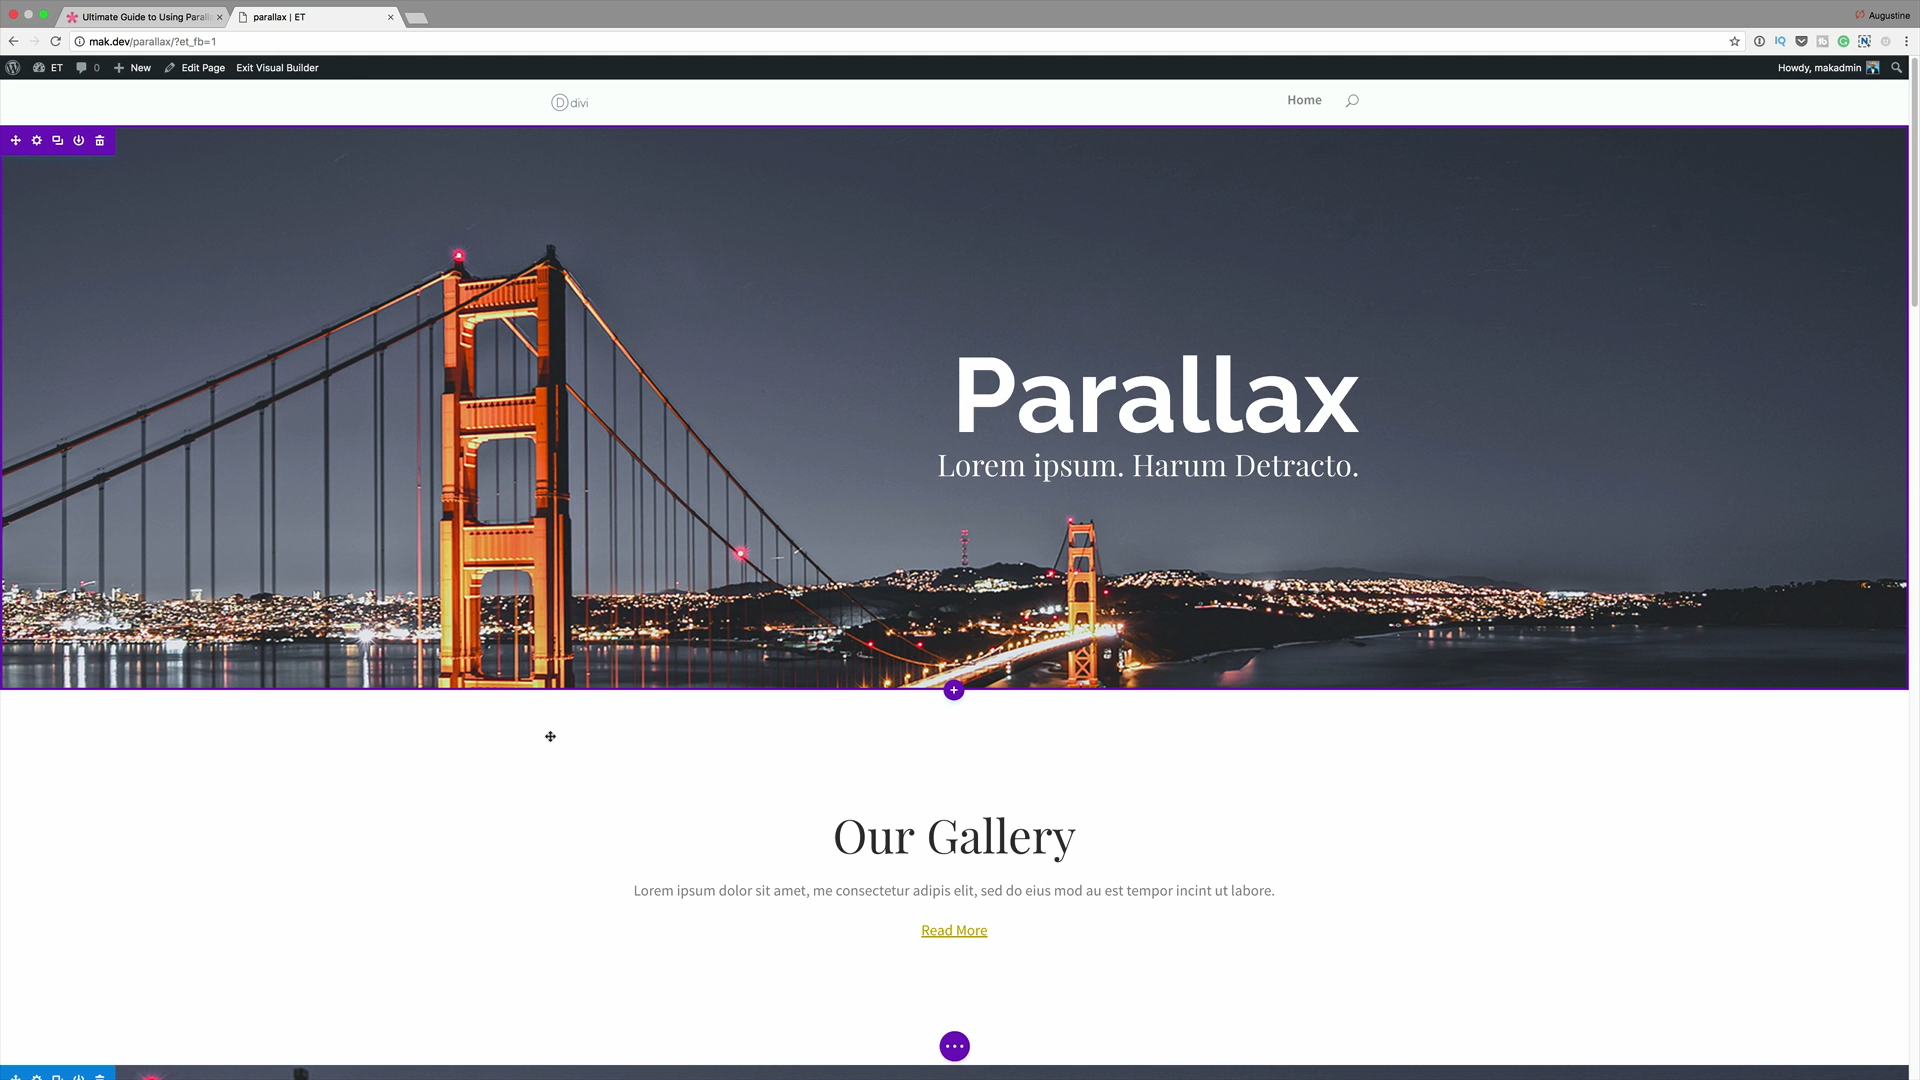 Ultimate Guide to Using Paralla
parallax | ET
Augustine
mak.dev/parallax/?et_fb=1
ET 0 New Edit Page Exit Visual Builder
Howdy, makadmin
D divi
Home
Parallax
Lorem ipsum. Harum Detracto.
Our Gallery
Lorem ipsum dolor sit amet, me consectetur adipis elit, sed do eius mod au est tempor incint ut labore.
Read More